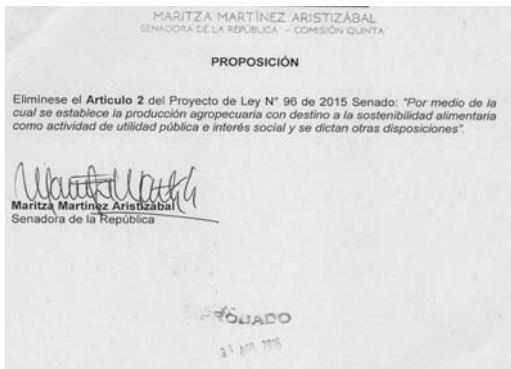 MARITZA MARTÍNEZ ARISTIZÁBAL
SENADORA DE LA REPÚBLICA - COMISIÓN QUINTA
PROPOSICIÓN
Elimínese el Articulo 2 del Proyecto de Ley N° 96 de 2015 Senado: "Por medio de la
cual se establece la producción agropecuaria con destino a la sostenibilidad alimentaria
como actividad de utilidad pública e interés social y se dictan otras disposiciones".
Maritza Martínez Aristizábal
Senadora de la República